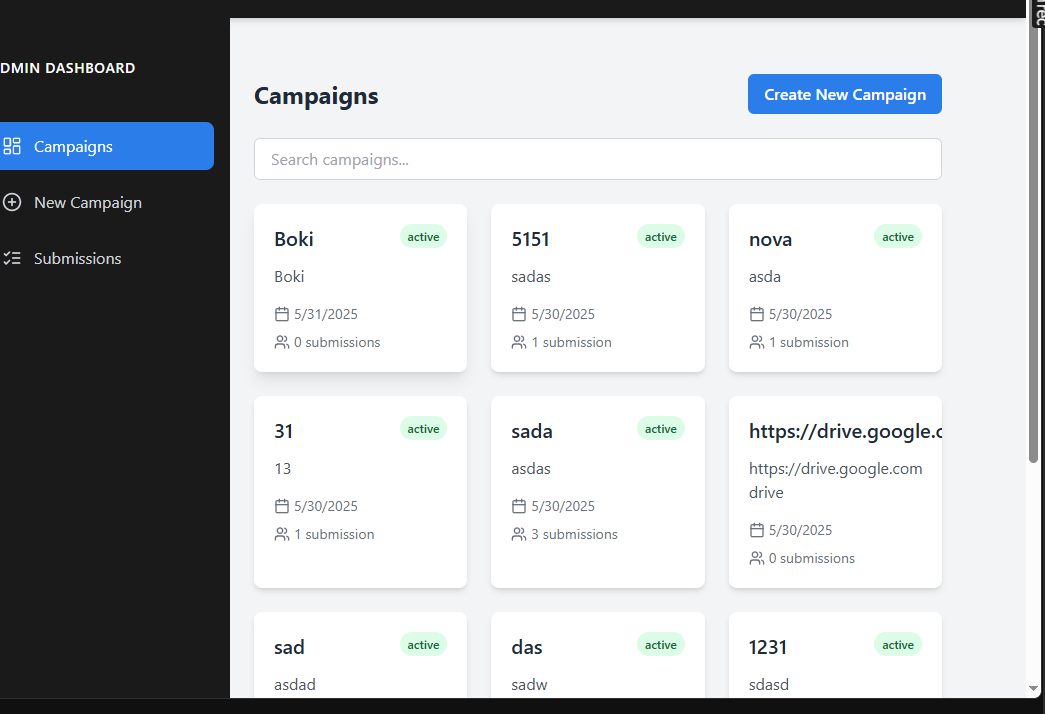 DMIN DASHBOARD
Campaigns
New Campaign
Submissions
Campaigns
Create New Campaign
Search campaigns...
Boki
active
Boki
5/31/2025
0 submissions
5151
active
sadas
5/30/2025
1 submission
nova
active
asda
5/30/2025
1 submission
31
active
13
5/30/2025
1 submission
sada
active
asdas
5/30/2025
3 submissions
https://drive.google.c
https://drive.google.com
drive
5/30/2025
0 submissions
sad
active
asdad
das
active
sadw
1231
active
sdasd